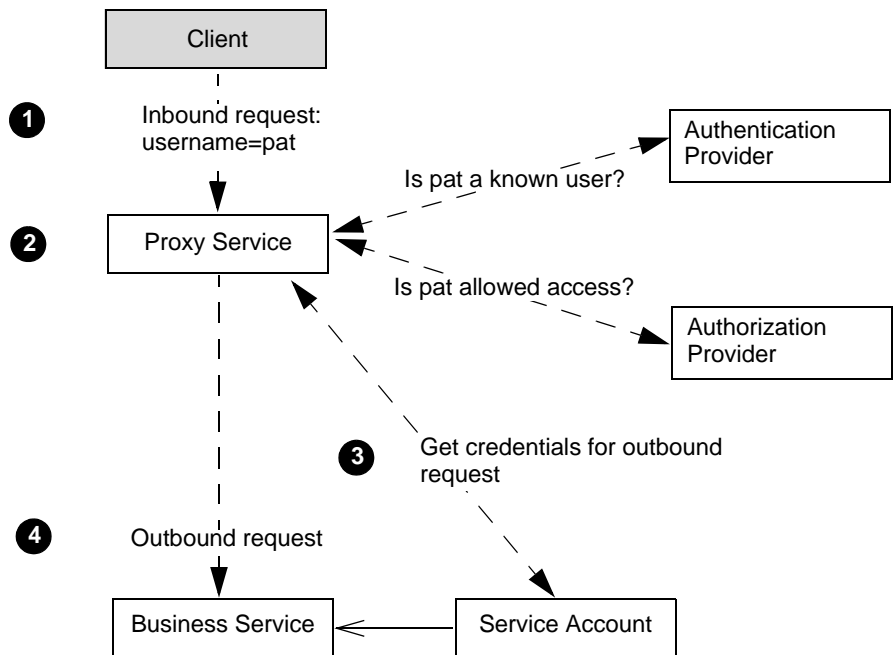 Client
1
Inbound request:
username=pat
Authentication
Provider
Is pat a known user?
2
Proxy Service
Is pat allowed access?
Authorization
Provider
3
Get credentials for outbound
request
4
Outbound request
Business Service
Service Account